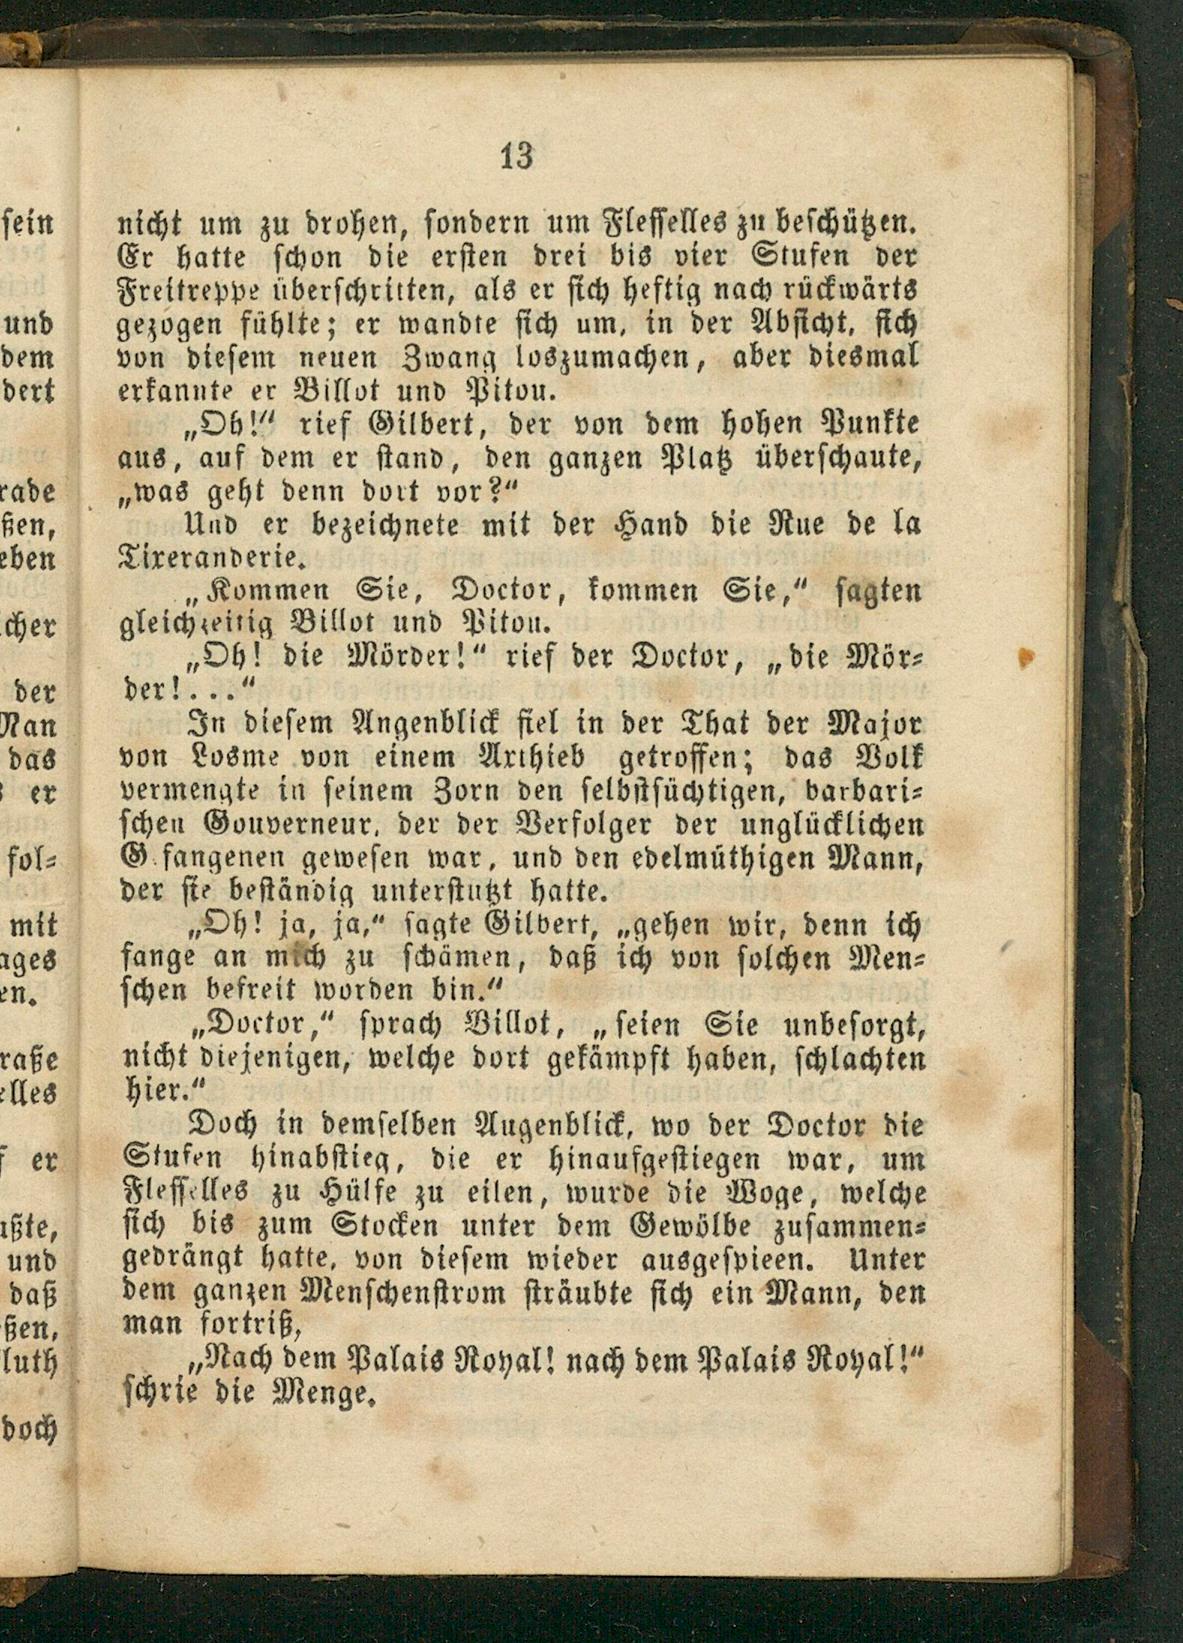 13
nicht um zu drohen, sondern um Flesselles zu beschützen.
Er hatte schon die ersten drei bis vier Stufen der
Freitreppe überschritten, als er sich heftig nach rückwärts
gezogen fühlte; er wandte sich um, in der Absicht, sich
von diesem neuen Zwang loszumachen, aber diesmal
erkannte er Billot und Pitou.
„Oh!“ rief Gilbert, der von dem hohen Punkte
aus, auf dem er stand, den ganzen Platz überschaute,
„was geht denn dort vor?“
Und er bezeichnete mit der Hand die Rue de la
Tixeranderie.
„Kommen Sie, Doctor, kommen Sie,“ sagten
gleichzeitig Billot und Pitou.
„Oh! die Mörder!“ rief der Doctor, „die Mör-
der!...“
In diesem Angenblick fiel in der That der Major
von Losme von einem Axthieb getroffen; das Volk
vermengte in seinem Zorn den selbstsüchtigen, barbari-
schen Gouverneur, der der Verfolger der unglücklichen
G.fangenen gewesen war, und den edelmüthigen Mann,
der sie beständig unterstutzt hatte.
„Oh! ja, ja,“ sagte Gilbert, „gehen wir, denn ich
fange an mich zu schämen, daß ich von solchen Men-
schen befreit worden bin.“
„Doctor,“ sprach Billot, „seien Sie unbesorgt,
nicht diejenigen, welche dort gekämpft haben, schlachten
hier.“
Doch in demselben Augenblick, wo der Doctor die
Stufen hinabstieg, die er hinaufgestiegen war, um
Flesselles zu Hülfe zu eilen, wurde die Woge, welche
sich bis zum Stocken unter dem Gewölbe zusammen-
gedrängt hatte, von diesem wieder ausgespieen. Unter
dem ganzen Menschenstrom sträubte sich ein Mann, den
man fortriß,
„Nach dem Palais Royal! nach dem Palais Royal!“
schrie die Menge.